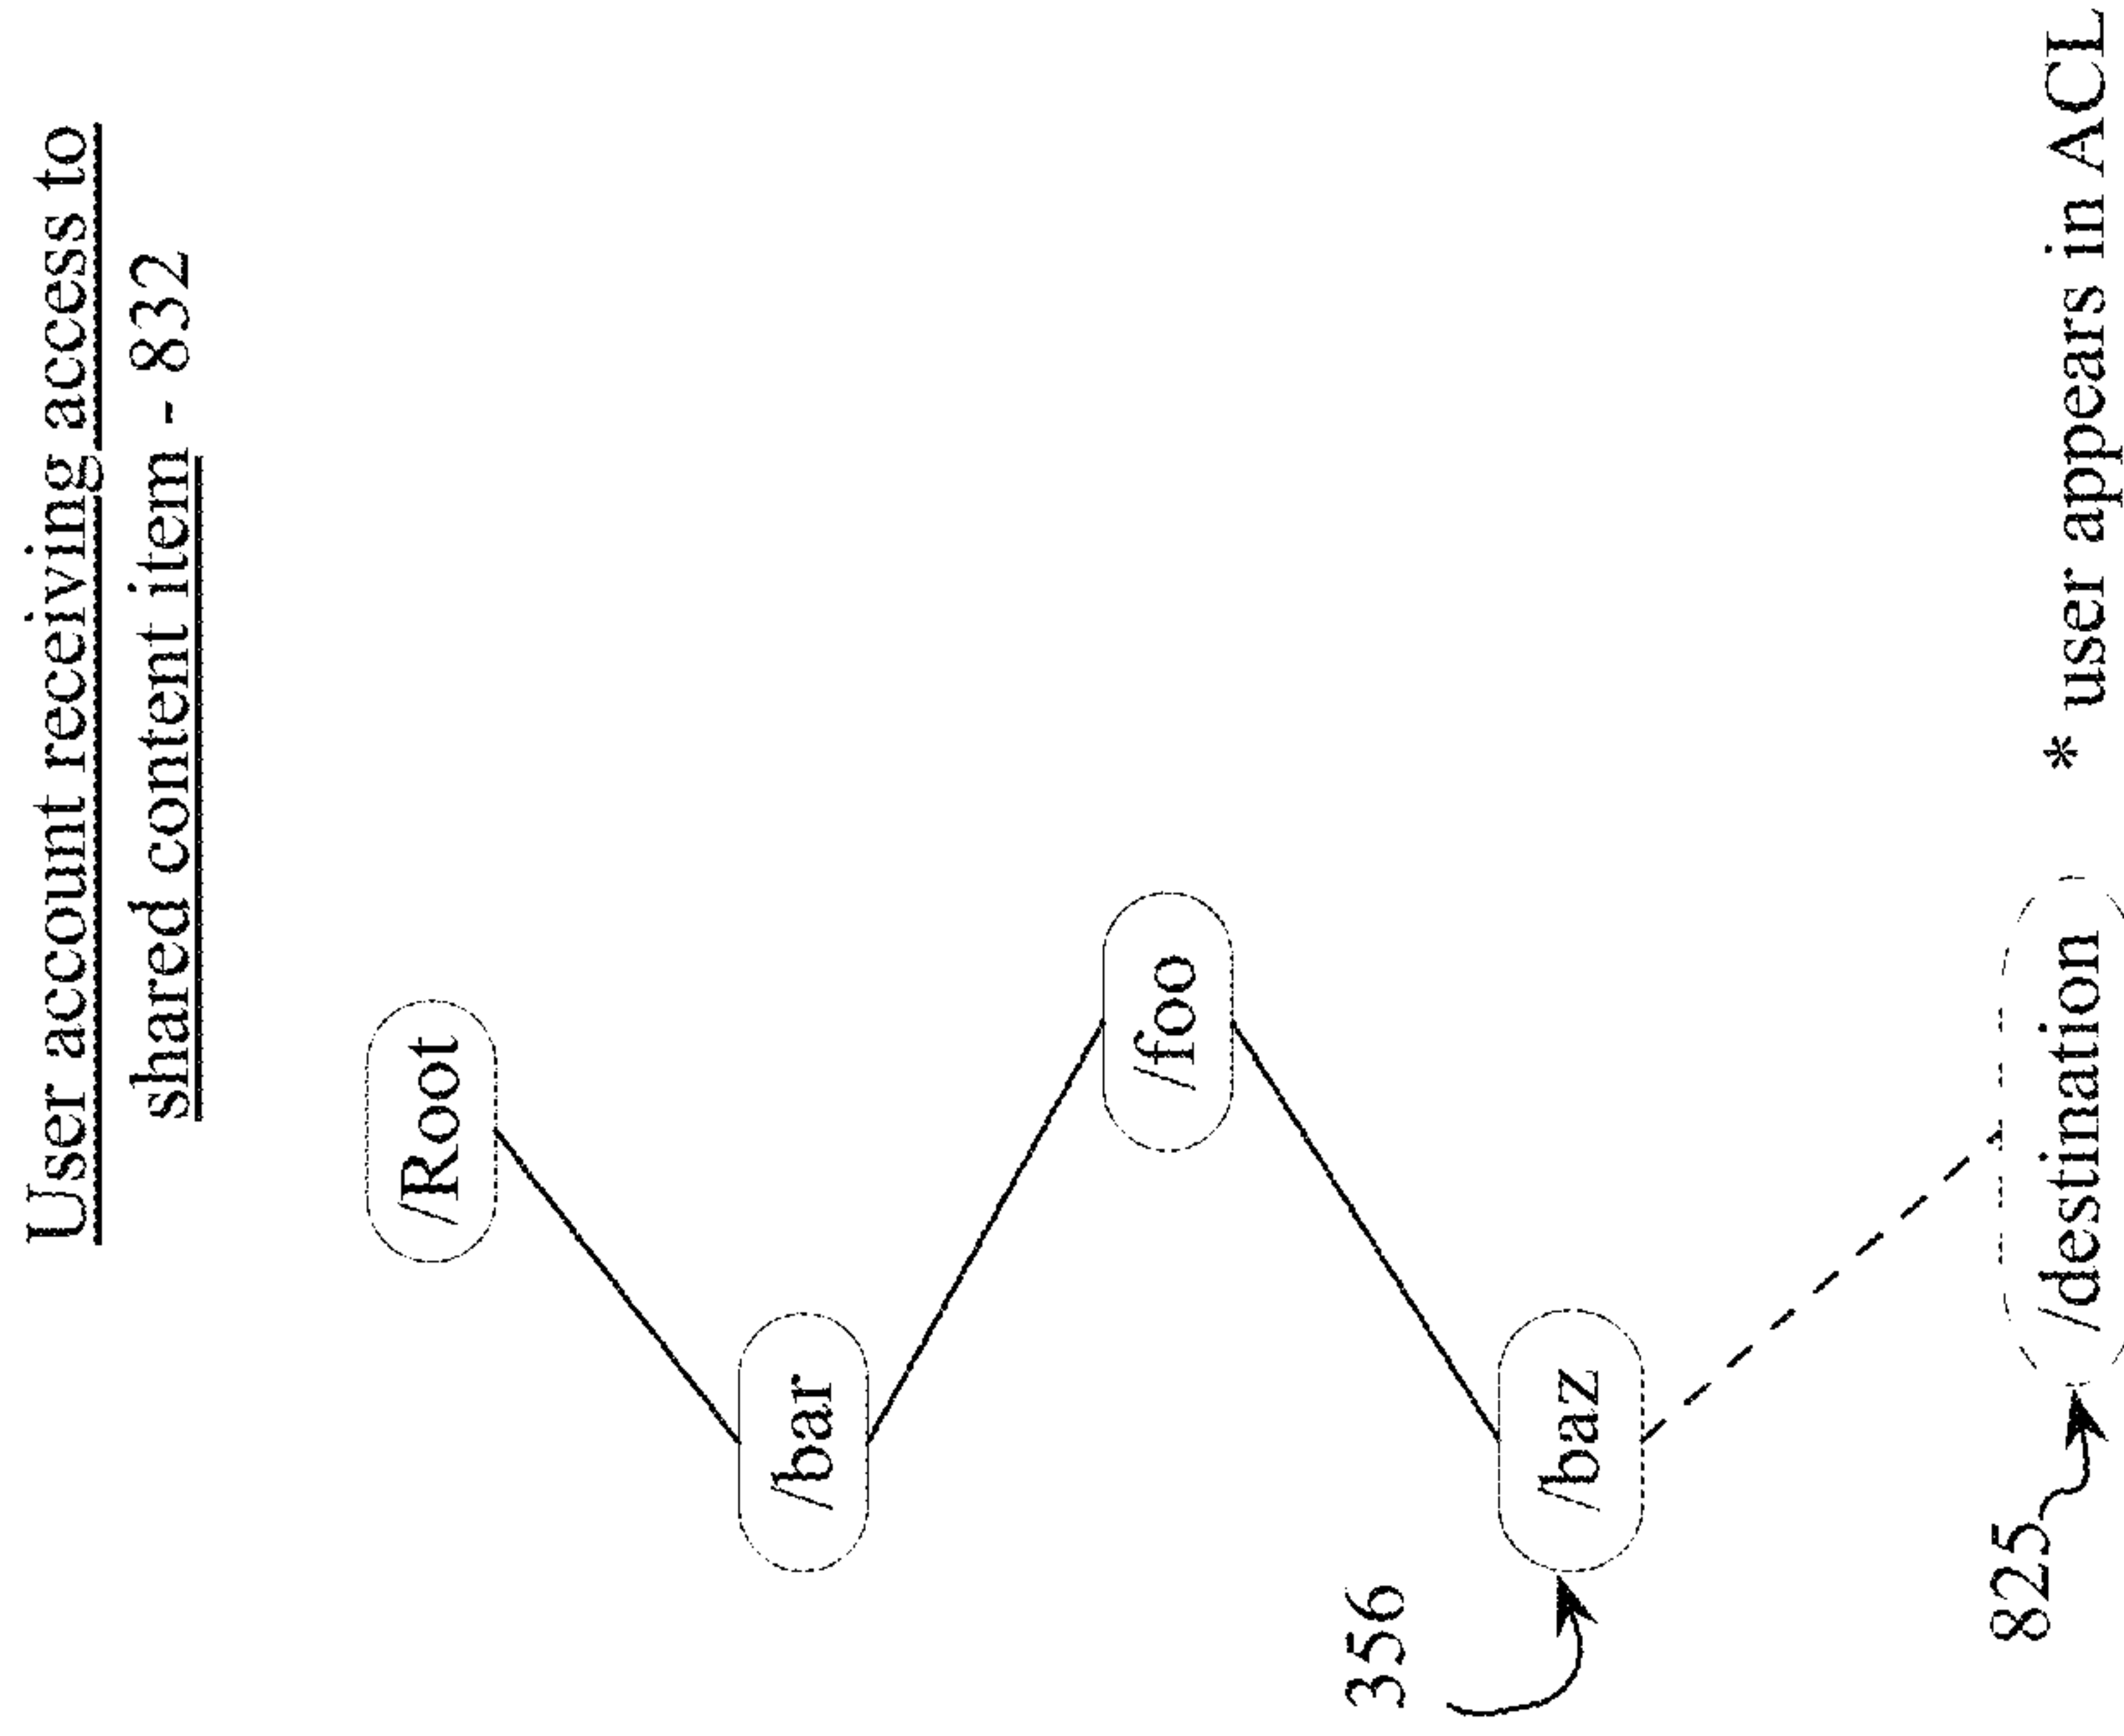 User account receiving access to
shared content item - 832
/Root
/bar
/foo
356
/baz
825
/destination
* user appears in ACL